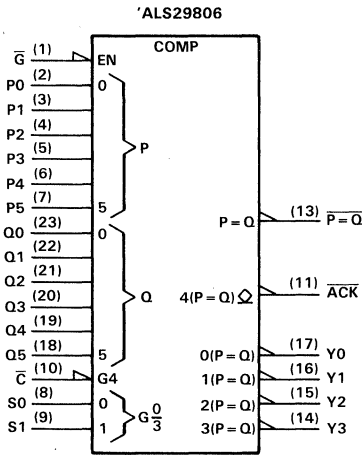 'ALS29806
COMP
G (1) EN
P0 (2) 0
P1 (3)
P2 (4)
P3 (5) P
P4 (6)
P5 (7) 5
P=Q (13) P=Q
Q0 (23) 0
Q1 (22)
Q2 (21)
Q3 (20) Q 4(P=Q) (11) ACK
Q4 (19)
Q5 (18) 5 0(P=Q) (17) Y0
C (10) G4 1(P=Q) (16) Y1
S0 (8) 0 G 0/3 2(P=Q) (15) Y2
S1 (9) 1 3(P=Q) (14) Y3